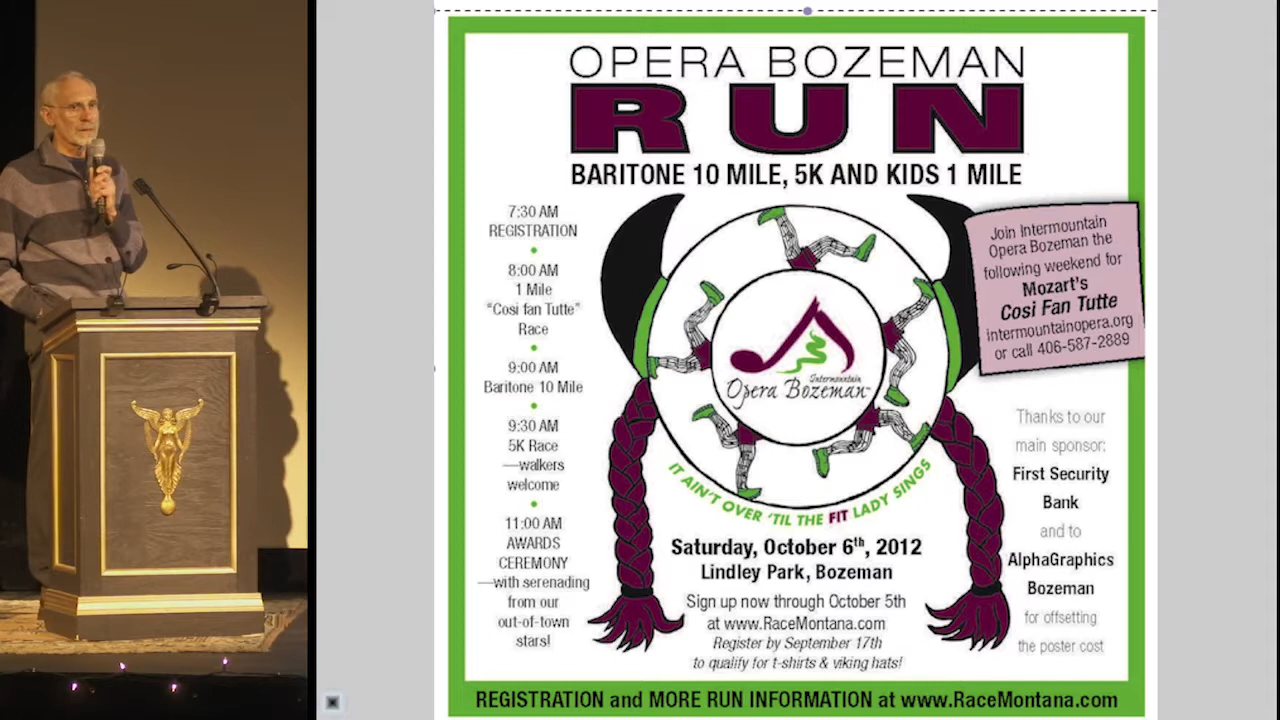 OPERA BOZEMAN
RUN
BARITONE 10 MILE, 5K AND KIDS 1 MILE
7:30 AM
REGISTRATION
8:00 AM
1 Mile
"Cosi fan Tutte"
Race
9:00 AM
Baritone 10 Mile
9:30 AM
5K Race
—walkers
welcome
11:00 AM
AWARDS
CEREMONY
—with serenading
from our
out-of-town
stars!
Join Intermountain
Opera Bozeman the
following weekend for
Mozart's
Cosi Fan Tutte
intermountainopera.org
or call 406-587-2889
Intermountain
Opera Bozeman™
IT AIN'T OVER 'TIL THE FIT LADY SINGS
Saturday, October 6th, 2012
Lindley Park, Bozeman
Sign up now through October 5th
at www.RaceMontana.com
Register by September 17th
to qualify for t-shirts & viking hats!
Thanks to our
main sponsor:
First Security
Bank
and to
AlphaGraphics
Bozeman
for offsetting
the poster cost
REGISTRATION and MORE RUN INFORMATION at www.RaceMontana.com